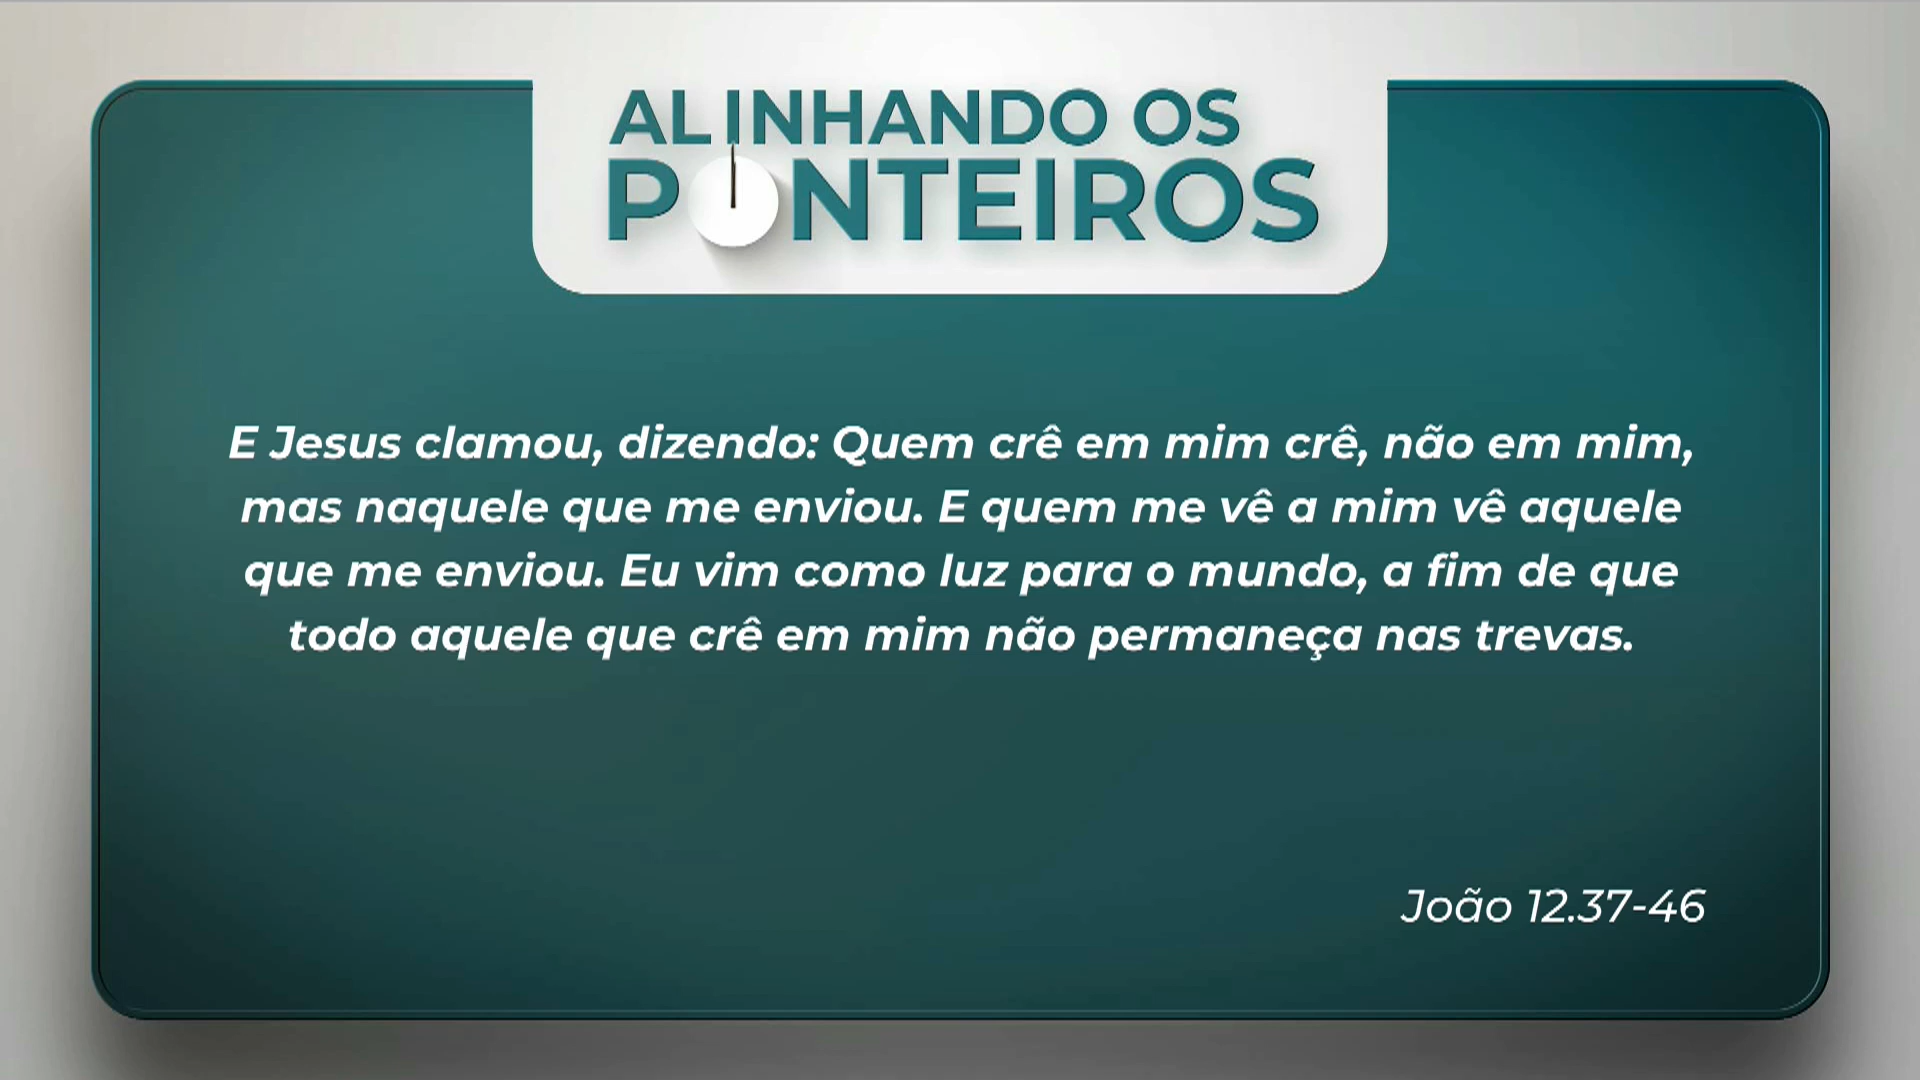 ALINHANDO OS
PONTEIROS
E Jesus clamou, dizendo: Quem crê em mim crê, não em mim,
mas naquele que me enviou. E quem me vê a mim vê aquele
que me enviou. Eu vim como luz para o mundo, a fim de que
todo aquele que crê em mim não permaneça nas trevas.
João 12.37-46